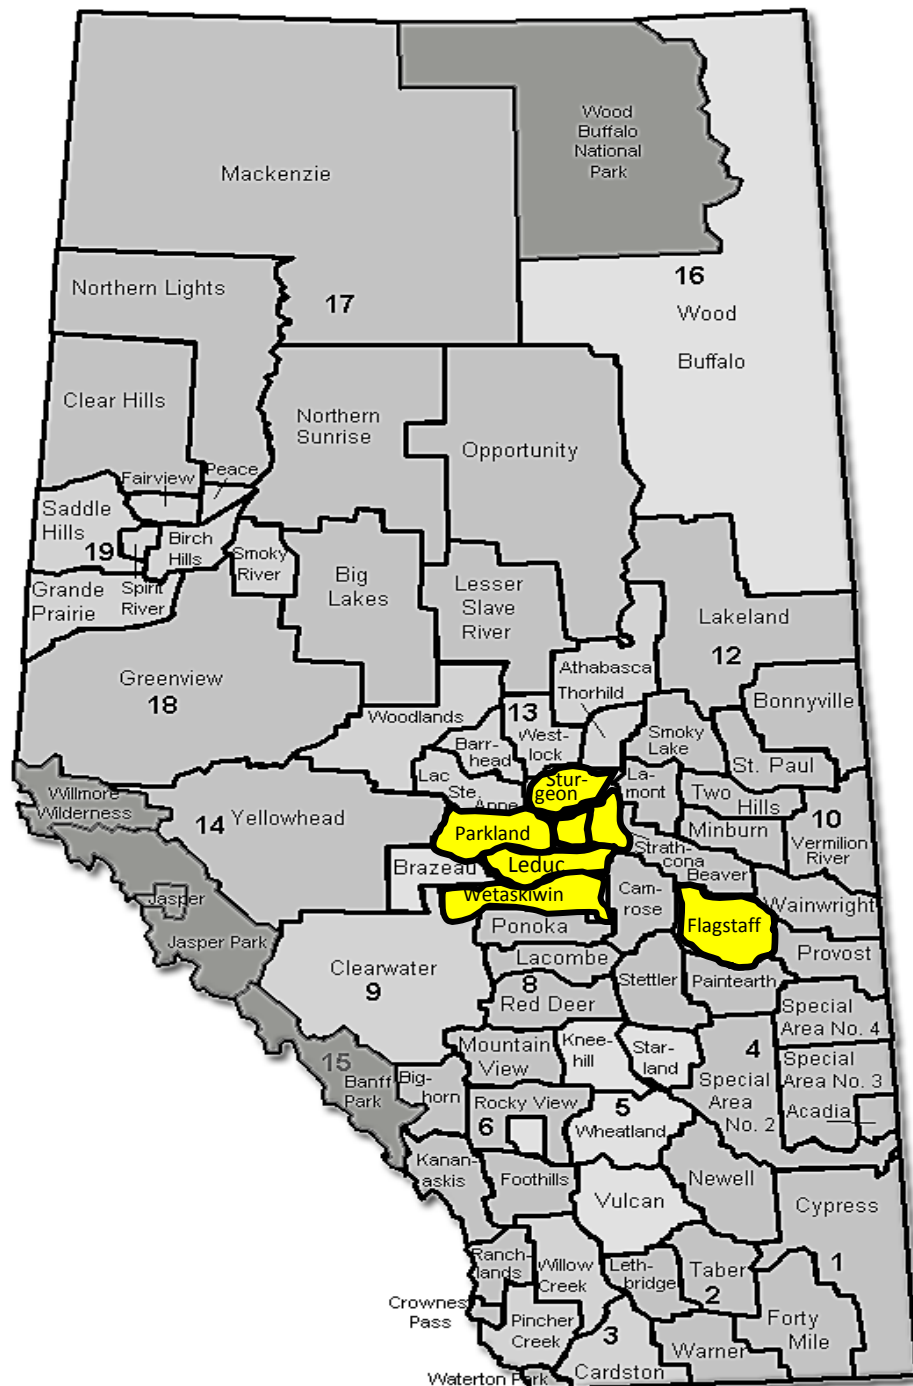 Wood
Buffalo
National
Park
Mackenzie
16
Northern Lights
17
Wood
Buffalo
Clear Hills
Northern
Sunrise
Opportunity
Fairview
Peace
Saddle
Hills
19
Birch
Hills
Smoky
River
Spirit
River
Grande
Prairie
Big
Lakes
Lesser
Slave
River
Lakeland
12
Athabasca
Thorhild
Greenview
18
Bonnyville
Woodlands
13
West-
lock
Smoky
Lake
Barr-
head
St. Paul
Lac
Ste.
Anne
Stur-
geon
La-
mont
Two
Hills
Willmore
Wilderness
14
Yellowhead
Parkland
Minburn
10
Vermilion
River
Strath-
cona
Brazeau
Leduc
Beaver
Wetaskiwin
Cam-
rose
Wainwright
Jasper
Flagstaff
Jasper Park
Ponoka
Provost
Lacombe
Clearwater
9
8
Red Deer
Stettler
Paintearth
Special
Area No. 4
Mountain
View
Knee-
hill
Star-
land
4
Special
Area
No. 2
Special
Area No. 3
Acadia
15
Banff
Park
Big-
horn
Rocky View
6
5
Wheatland
Kanan-
askis
Foothills
Newell
Vulcan
Cypress
1
Ranch-
lands
Willow
Creek
Leth-
bridge
Taber
2
Crownes
Pass
Pincher
Creek
3
Cardston
Warner
Forty
Mile
Waterton Park